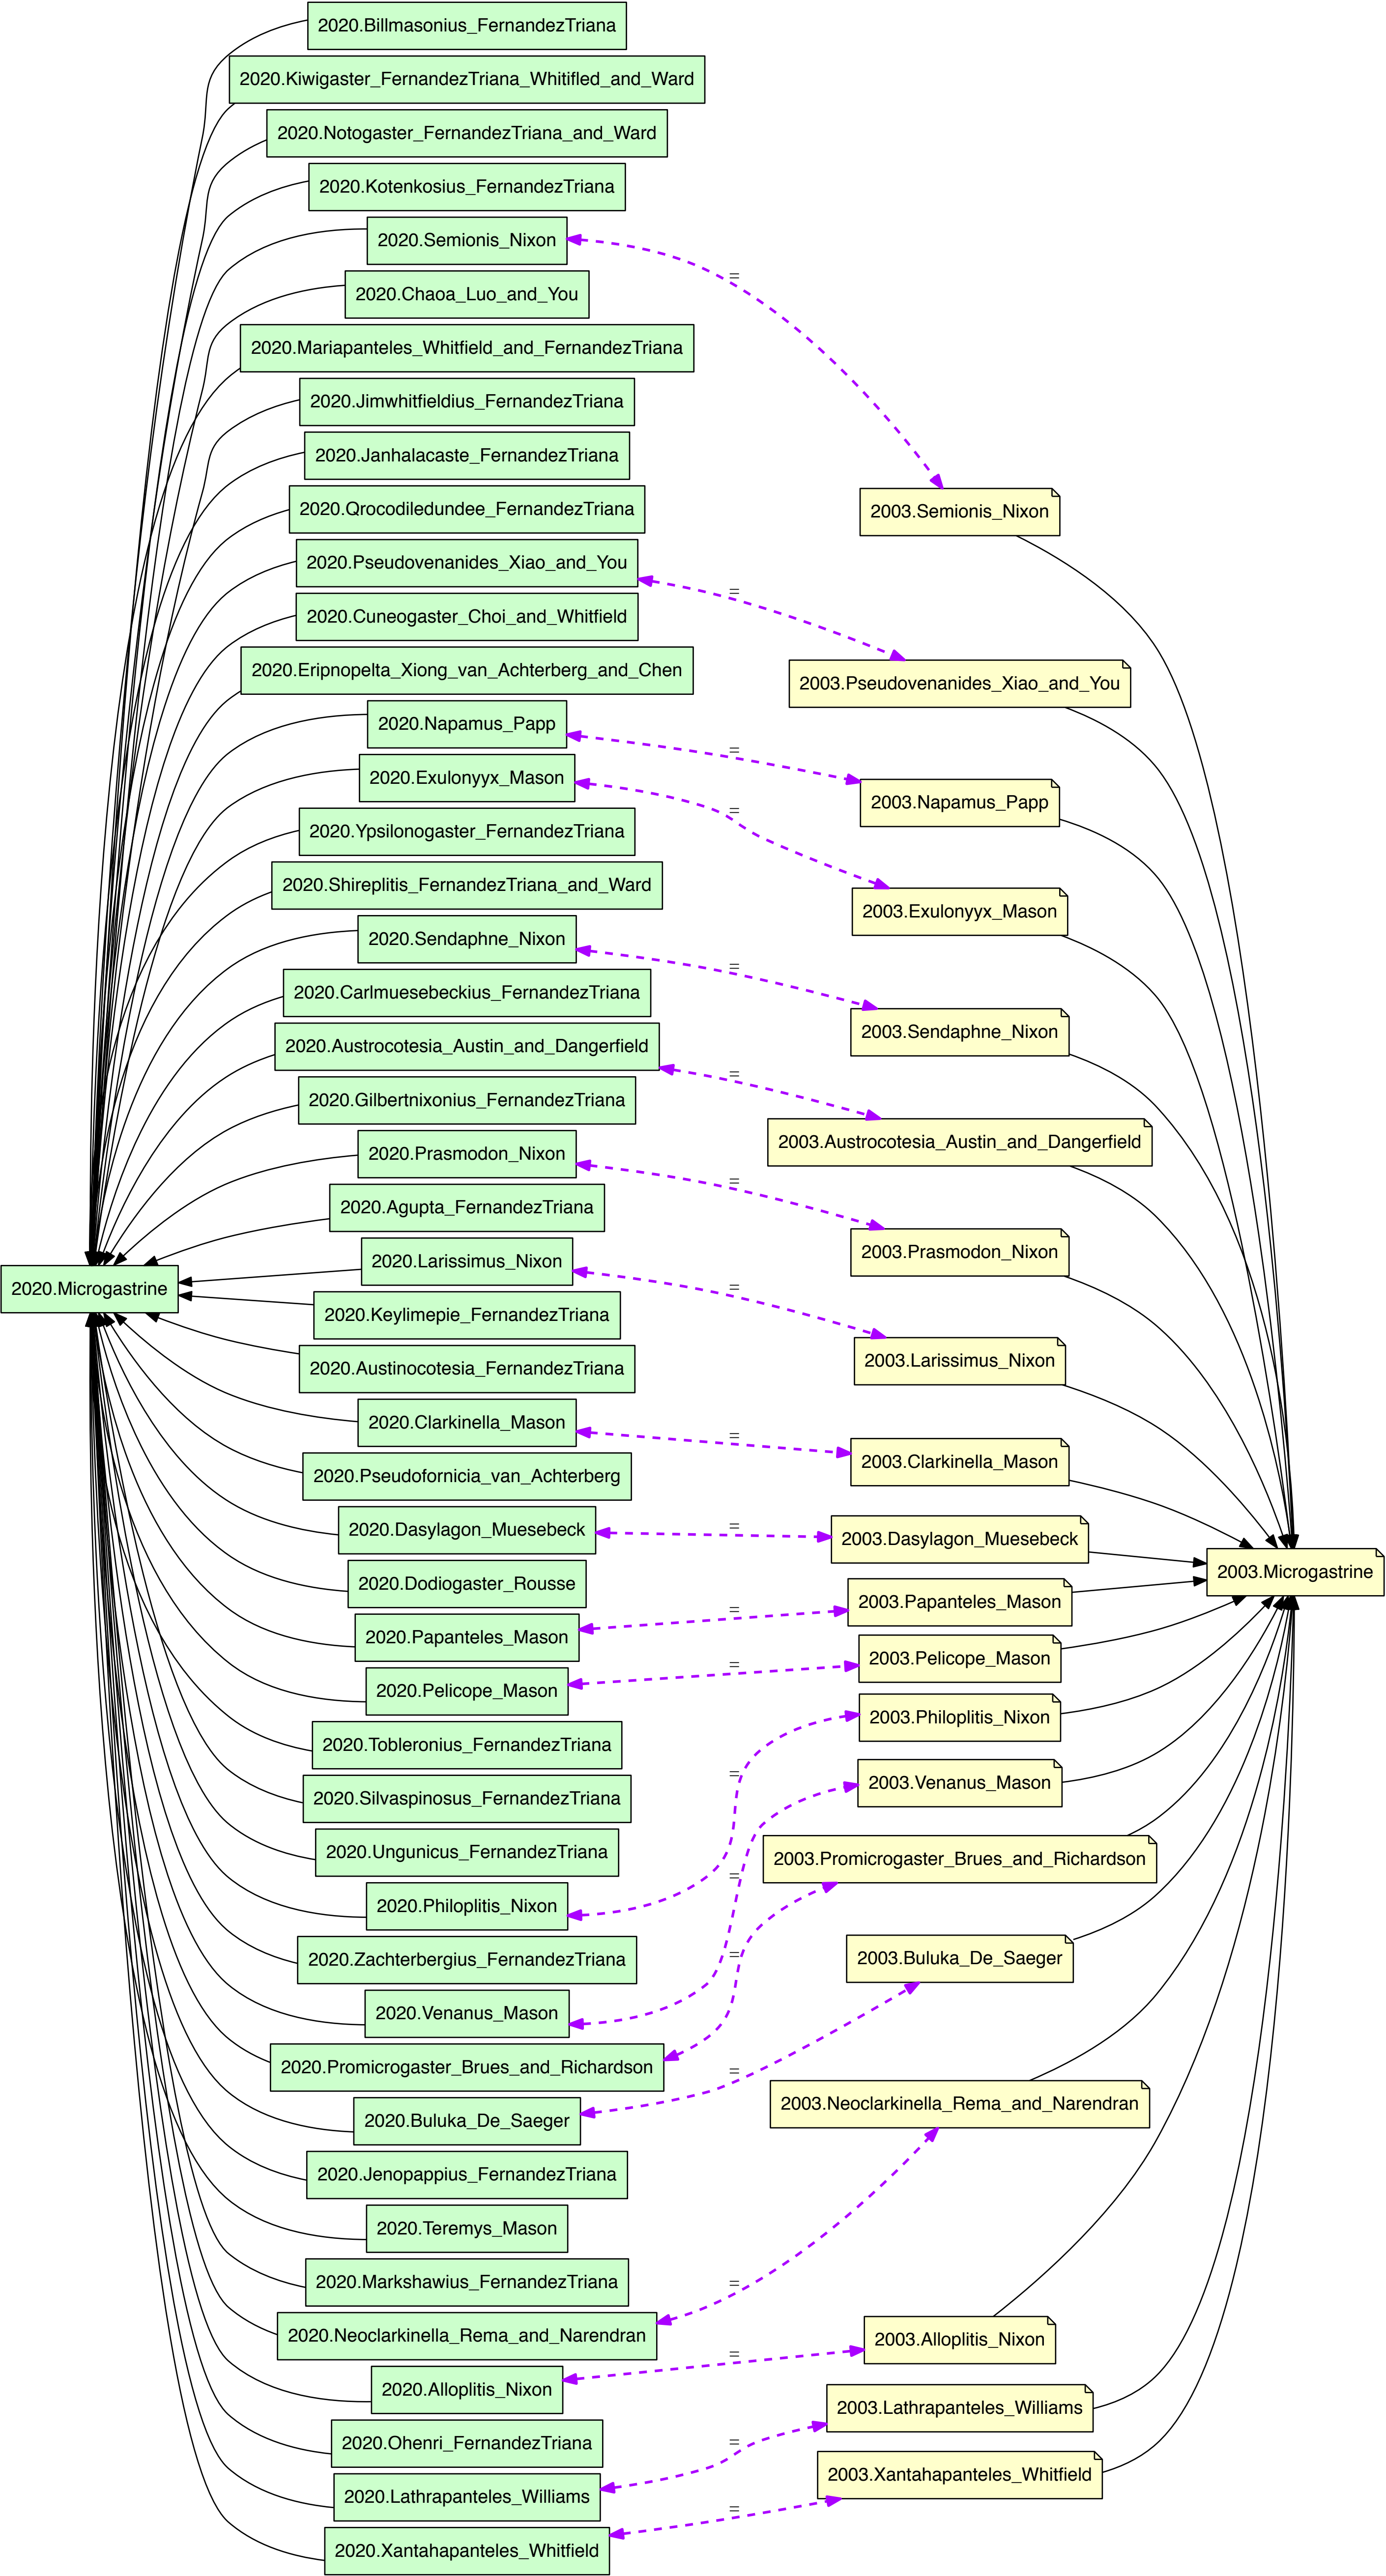 2020.Billmasonius_FernandezTriana
2020.Kiwigaster_FernandezTriana_Whitifled_and_Ward
2020.Notogaster_FernandezTriana_and_Ward
2020.Kotenkosius_FernandezTriana
2020.Semionis_Nixon
=
2020.Chaoa_Luo_and_You
2020.Mariapanteles_Whitfield_and_FernandezTriana
2020.Jimwhitfieldius_FernandezTriana
2020.Janhalacaste_FernandezTriana
2020.Qrocodiledundee_FernandezTriana
2003.Semionis_Nixon
2020.Pseudovenanides_Xiao_and_You
=
2020.Cuneogaster_Choi_and_Whitfield
2020.Eripnopelta_Xiong_van_Achterberg_and_Chen
2003.Pseudovenanides_Xiao_and_You
2020.Napamus_Papp
=
2020.Exulonyyx_Mason
2003.Napamus_Papp
=
2020.Ypsilonogaster_FernandezTriana
2020.Shireplitis_FernandezTriana_and_Ward
2003.Exulonyyx_Mason
2020.Sendaphne_Nixon
=
2020.Carlmuesebeckius_FernandezTriana
2003.Sendaphne_Nixon
2020.Austrocotesia_Austin_and_Dangerfield
=
2020.Gilbertnixonius_FernandezTriana
2003.Austrocotesia_Austin_and_Dangerfield
2020.Prasmodon_Nixon
=
2020.Agupta_FernandezTriana
2003.Prasmodon_Nixon
2020.Larissimus_Nixon
=
2020.Microgastrine
2020.Keylimepie_FernandezTriana
2003.Larissimus_Nixon
2020.Austinocotesia_FernandezTriana
2020.Clarkinella_Mason
=
2003.Clarkinella_Mason
2020.Pseudofornicia_van_Achterberg
2020.Dasylagon_Muesebeck
=
2003.Dasylagon_Muesebeck
2003.Microgastrine
2020.Dodiogaster_Rousse
2003.Papanteles_Mason
=
2020.Papanteles_Mason
2003.Pelicope_Mason
=
2020.Pelicope_Mason
2003.Philoplitis_Nixon
2020.Tobleronius_FernandezTriana
=
2003.Venanus_Mason
2020.Silvaspinosus_FernandezTriana
2020.Ungunicus_FernandezTriana
2003.Promicrogaster_Brues_and_Richardson
=
2020.Philoplitis_Nixon
=
2020.Zachterbergius_FernandezTriana
2003.Buluka_De_Saeger
2020.Venanus_Mason
2020.Promicrogaster_Brues_and_Richardson
=
2020.Buluka_De_Saeger
2003.Neoclarkinella_Rema_and_Narendran
2020.Jenopappius_FernandezTriana
2020.Teremys_Mason
2020.Markshawius_FernandezTriana
=
2020.Neoclarkinella_Rema_and_Narendran
2003.Alloplitis_Nixon
=
2020.Alloplitis_Nixon
2003.Lathrapanteles_Williams
2020.Ohenri_FernandezTriana
=
2003.Xantahapanteles_Whitfield
2020.Lathrapanteles_Williams
=
2020.Xantahapanteles_Whitfield